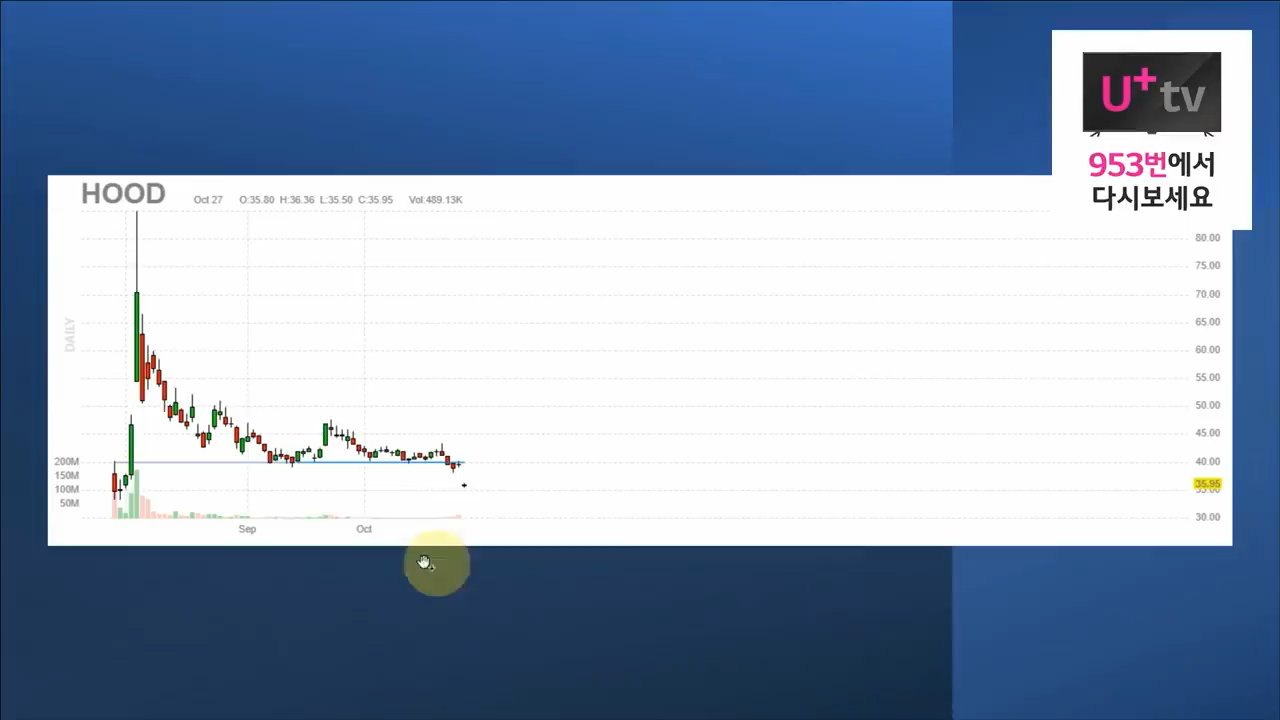 U+ tv
953번에서
다시보세요
HOOD
Oct 27 O:35.80 H:36.36 L:35.50 C:35.95 Vol:489.13K
DAILY
80.00
75.00
70.00
65.00
60.00
55.00
50.00
45.00
40.00
35.95
35.00
30.00
200M
150M
100M
50M
Sep Oct